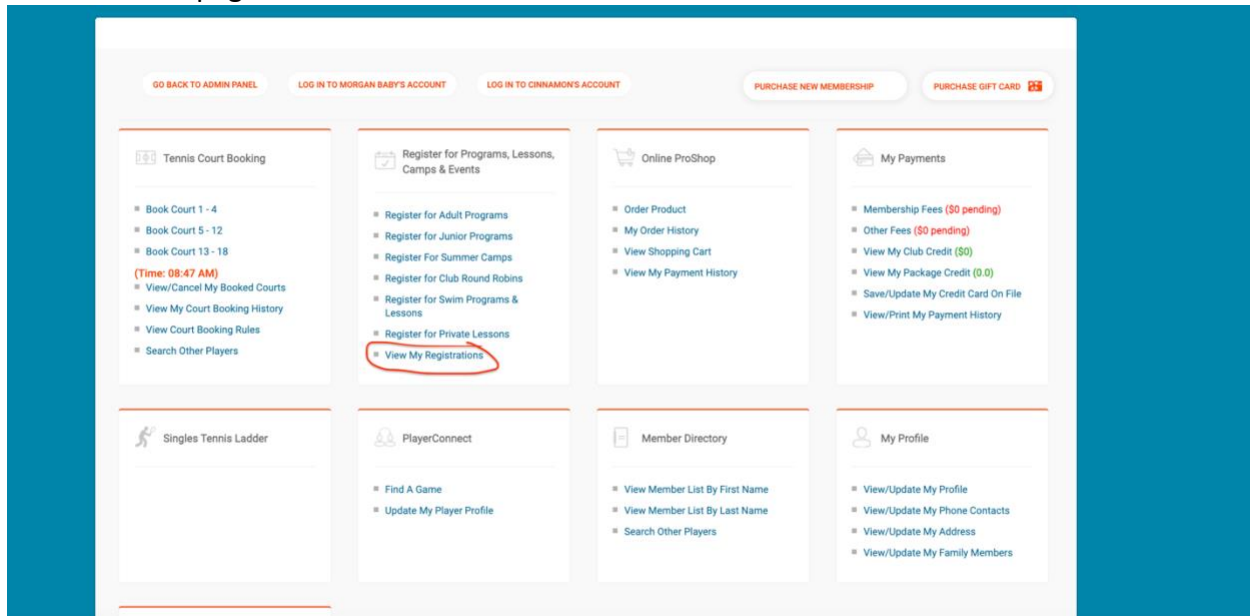 GO BACK TO ADMIN PANEL
LOG IN TO MORGAN BABY'S ACCOUNT
LOG IN TO CINNAMON'S ACCOUNT
PURCHASE NEW MEMBERSHIP
PURCHASE GIFT CARD
Tennis Court Booking
Book Court 1 - 4
Book Court 5 - 12
Book Court 13 - 18
(Time: 08:47 AM)
View/Cancel My Booked Courts
View My Court Booking History
View Court Booking Rules
Search Other Players
Register for Programs, Lessons,
Camps & Events
Register for Adult Programs
Register for Junior Programs
Register For Summer Camps
Register for Club Round Robins
Register for Swim Programs &
Lessons
Register for Private Lessons
View My Registrations
Online ProShop
Order Product
My Order History
View Shopping Cart
View My Payment History
My Payments
Membership Fees ($0 pending)
Other Fees ($0 pending)
View My Club Credit ($0)
View My Package Credit (0.0)
Save/Update My Credit Card On File
View/Print My Payment History
Singles Tennis Ladder
PlayerConnect
Find A Game
Update My Player Profile
Member Directory
View Member List By First Name
View Member List By Last Name
Search Other Players
My Profile
View/Update My Profile
View/Update My Phone Contacts
View/Update My Address
View/Update My Family Members